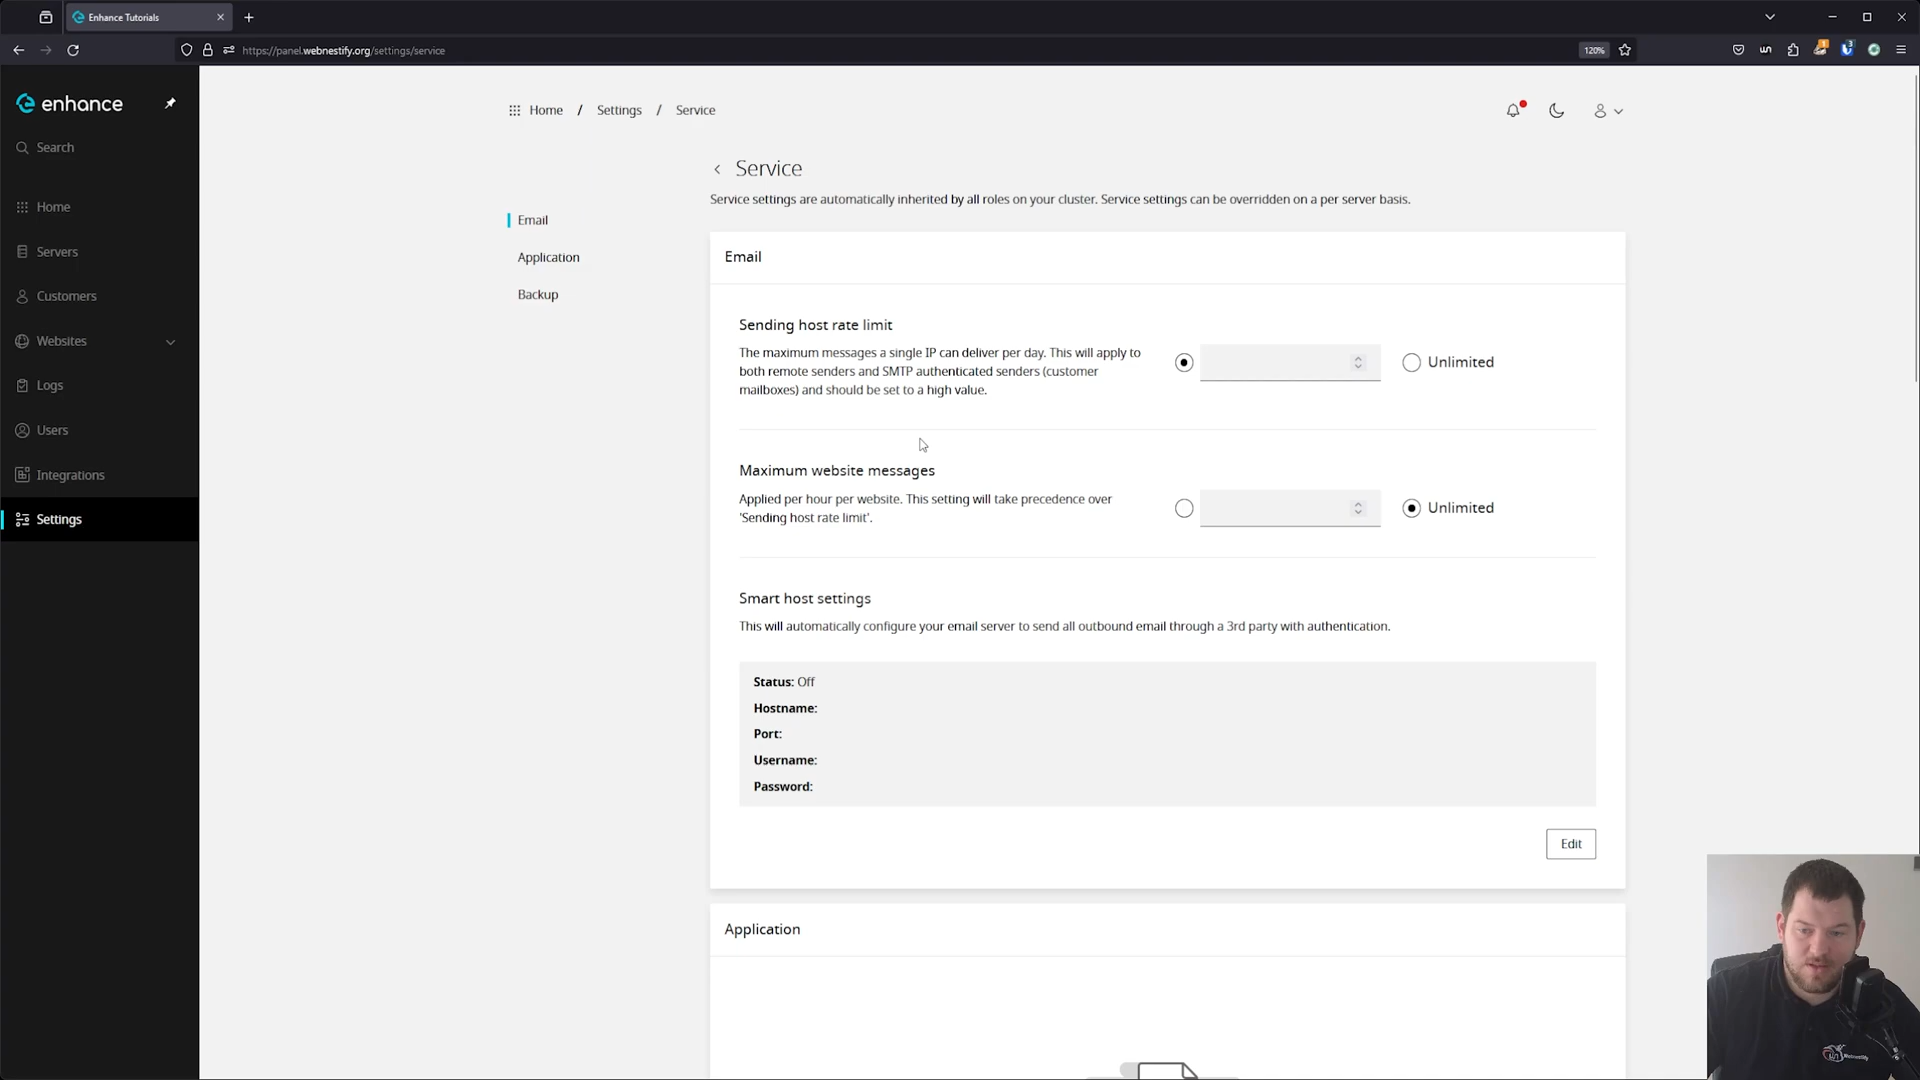 Enhance Tutorials
https://panel.webnestify.org/settings/service
120%
enhance
Search
Home
Servers
Customers
Websites
Logs
Users
Integrations
Settings
Home / Settings / Service
Email
Application
Backup
Service
Service settings are automatically inherited by all roles on your cluster. Service settings can be overridden on a per server basis.
Email
Sending host rate limit
The maximum messages a single IP can deliver per day. This will apply to
both remote senders and SMTP authenticated senders (customer
mailboxes) and should be set to a high value.
Unlimited
Maximum website messages
Applied per hour per website. This setting will take precedence over
'Sending host rate limit'.
Unlimited
Smart host settings
This will automatically configure your email server to send all outbound email through a 3rd party with authentication.
Status: Off
Hostname:
Port:
Username:
Password:
Edit
Application